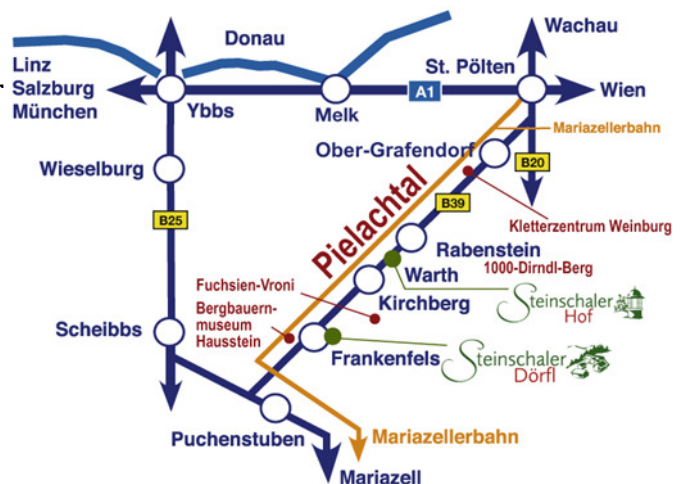 Wachau
Donau
Linz
Salzburg
München
St. Pölten
A1
Wien
Ybbs
Melk
Mariazellerbahn
Ober-Grafendorf
B20
Wieselburg
Pielachtal
B39
Kletterzentrum Weinburg
B25
Rabenstein
1000-Dirndl-Berg
Warth
Fuchsien-Vroni
Kirchberg
Steinschaler
Hof
Bergbauern-
museum
Hausstein
Scheibbs
Frankenfels
Steinschaler
Dörfl
Puchenstuben
Mariazellerbahn
Mariazell